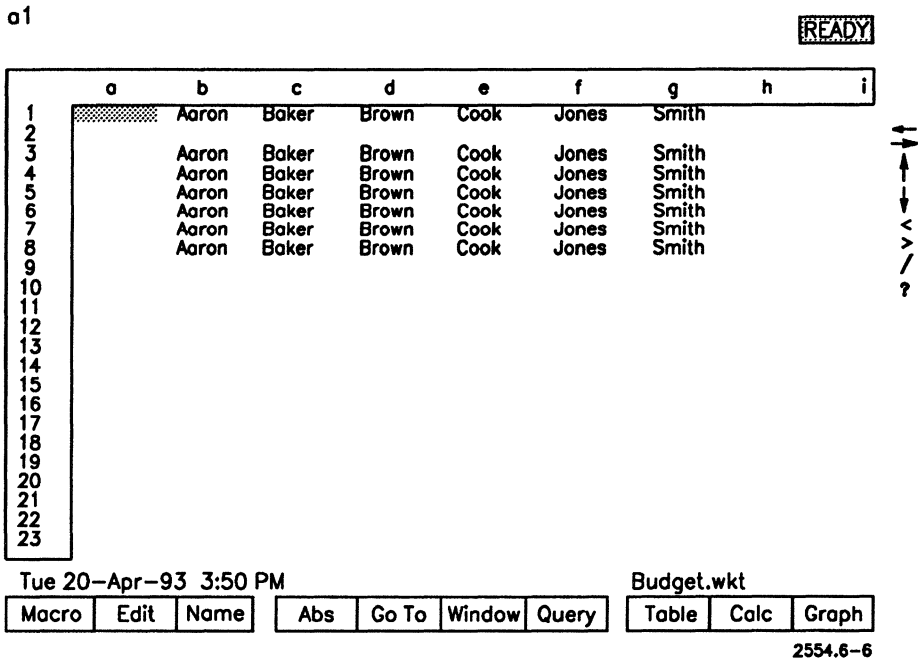 a1
READY
a b c d e f g h i
1 Aaron Baker Brown Cook Jones Smith
2
3 Aaron Baker Brown Cook Jones Smith
4 Aaron Baker Brown Cook Jones Smith
5 Aaron Baker Brown Cook Jones Smith
6 Aaron Baker Brown Cook Jones Smith
7 Aaron Baker Brown Cook Jones Smith
8 Aaron Baker Brown Cook Jones Smith
9
10
11
12
13
14
15
16
17
18
19
20
21
22
23
←
→
↑
↓
<
>
/
?
Tue 20-Apr-93 3:50 PM Budget.wkt
Macro Edit Name Abs Go To Window Query Table Calc Graph
2554.6-6